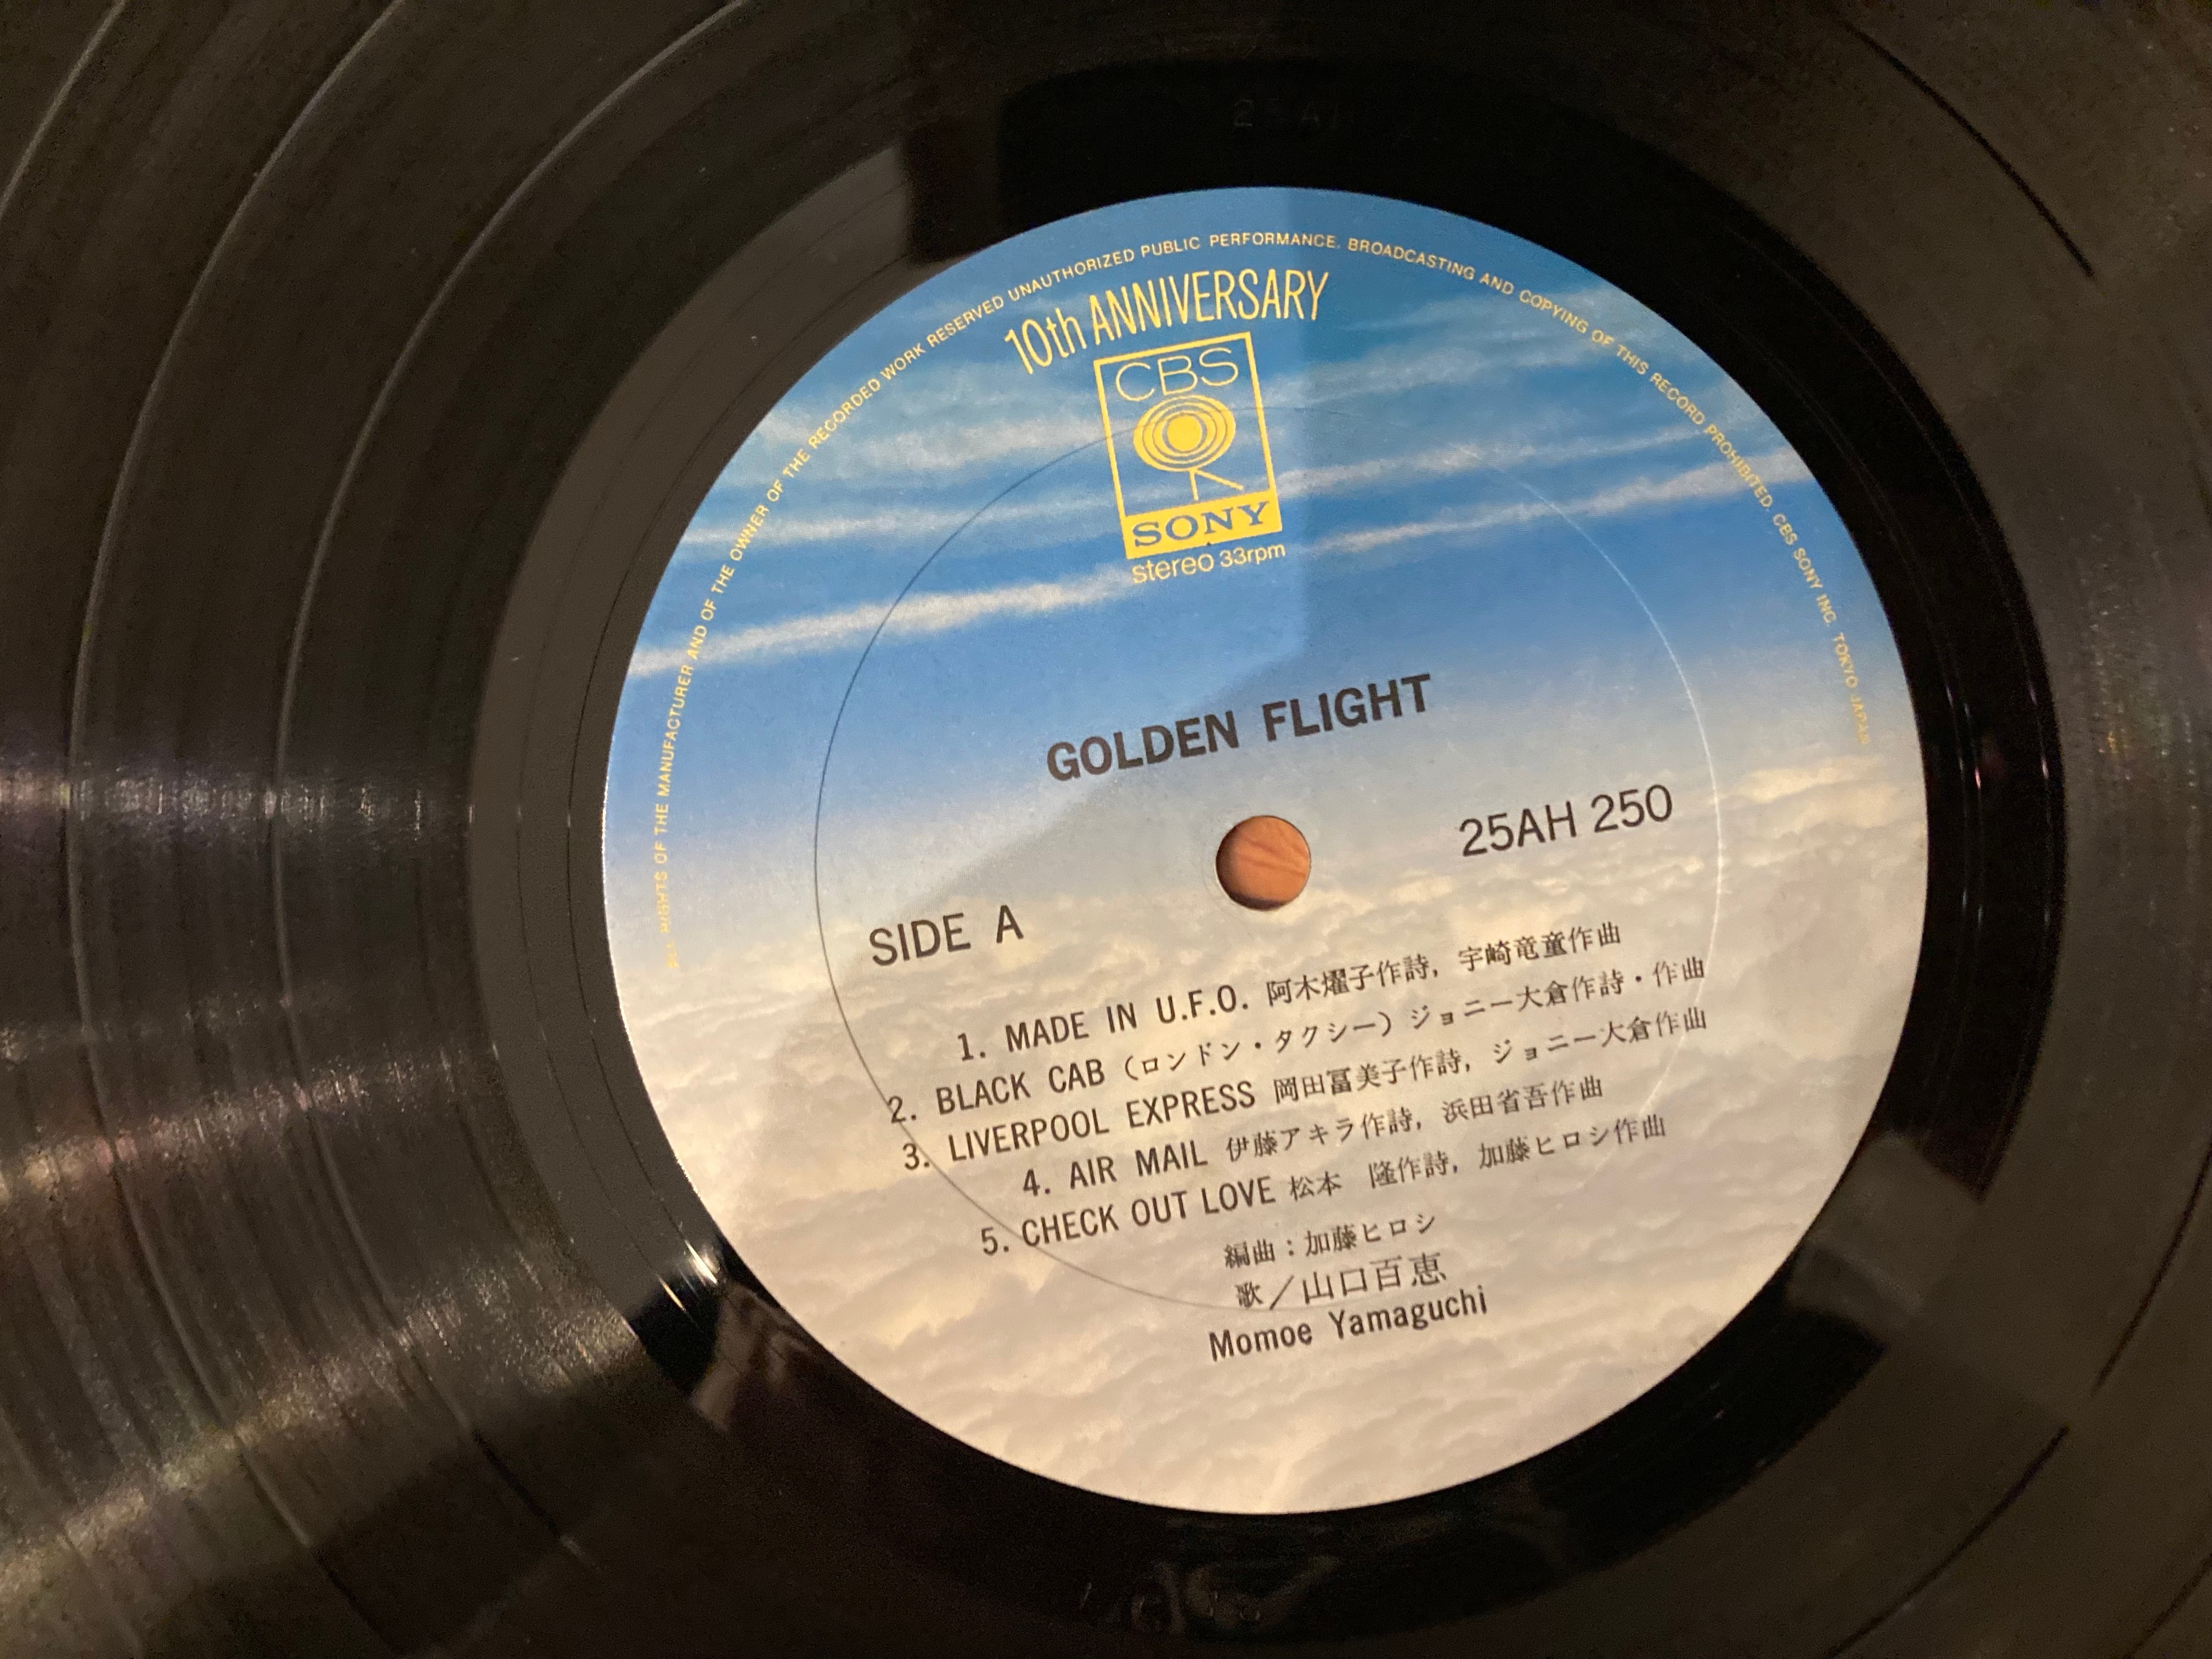 ALL RIGHTS OF THE MANUFACTURER AND OF THE OWNER OF THE RECORDED WORK RESERVED UNAUTHORIZED PUBLIC PERFORMANCE. BROADCASTING AND COPYING OF THIS RECORD PROHIBITED. CBS SONY INC. TOKYO JAPAN
10th ANNIVERSARY
CBS
SONY
stereo 33rpm
GOLDEN FLIGHT
25AH 250
SIDE A
1. MADE IN U.F.O. 阿木燿子作詩, 宇崎竜童作曲
2. BLACK CAB (ロンドン・タクシー) ジョニー大倉作詩・作曲
3. LIVERPOOL EXPRESS 岡田冨美子作詩, ジョニー大倉作曲
4. AIR MAIL 伊藤アキラ作詩, 浜田省吾作曲
5. CHECK OUT LOVE 松本 隆作詩, 加藤ヒロシ作曲
編曲:加藤ヒロシ
歌/山口百恵
Momoe Yamaguchi